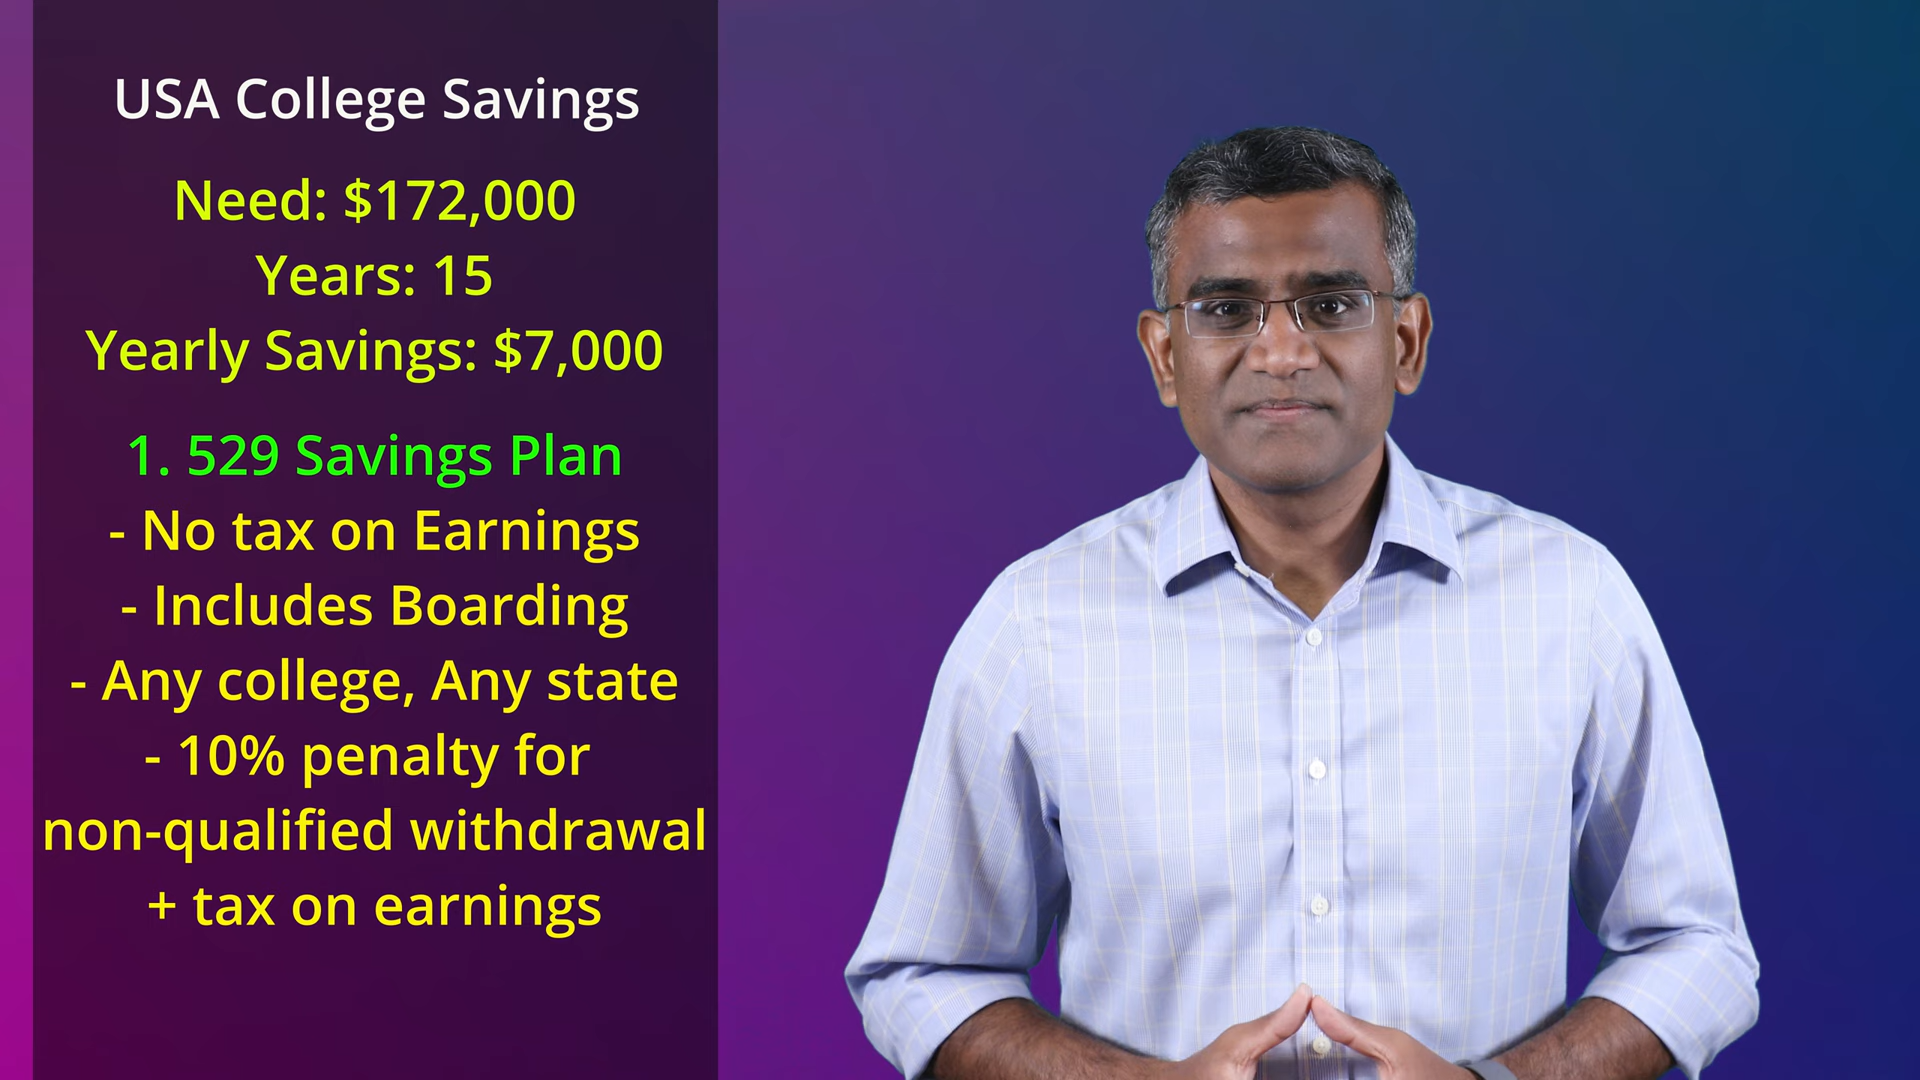 USA College Savings
Need: $172,000
Years: 15
Yearly Savings: $7,000
1. 529 Savings Plan
- No tax on Earnings
- Includes Boarding
- Any college, Any state
- 10% penalty for
non-qualified withdrawal
+ tax on earnings